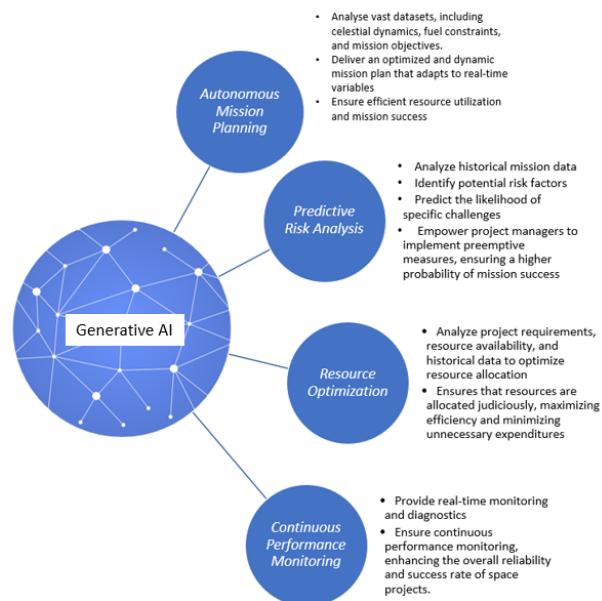 Generative AI
Autonomous
Mission
Planning
• Analyse vast datasets, including
celestial dynamics, fuel constraints,
and mission objectives.
• Deliver an optimized and dynamic
mission plan that adapts to real-time
variables
• Ensure efficient resource utilization
and mission success
Predictive
Risk Analysis
• Analyze historical mission data
• Identify potential risk factors
• Predict the likelihood of
specific challenges
• Empower project managers to
implement preemptive
measures, ensuring a higher
probability of mission success
Resource
Optimization
• Analyze project requirements,
resource availability, and
historical data to optimize
resource allocation
• Ensures that resources are
allocated judiciously, maximizing
efficiency and minimizing
unnecessary expenditures
Continuous
Performance
Monitoring
• Provide real-time monitoring
and diagnostics
• Ensure continuous
performance monitoring,
enhancing the overall reliability
and success rate of space
projects.